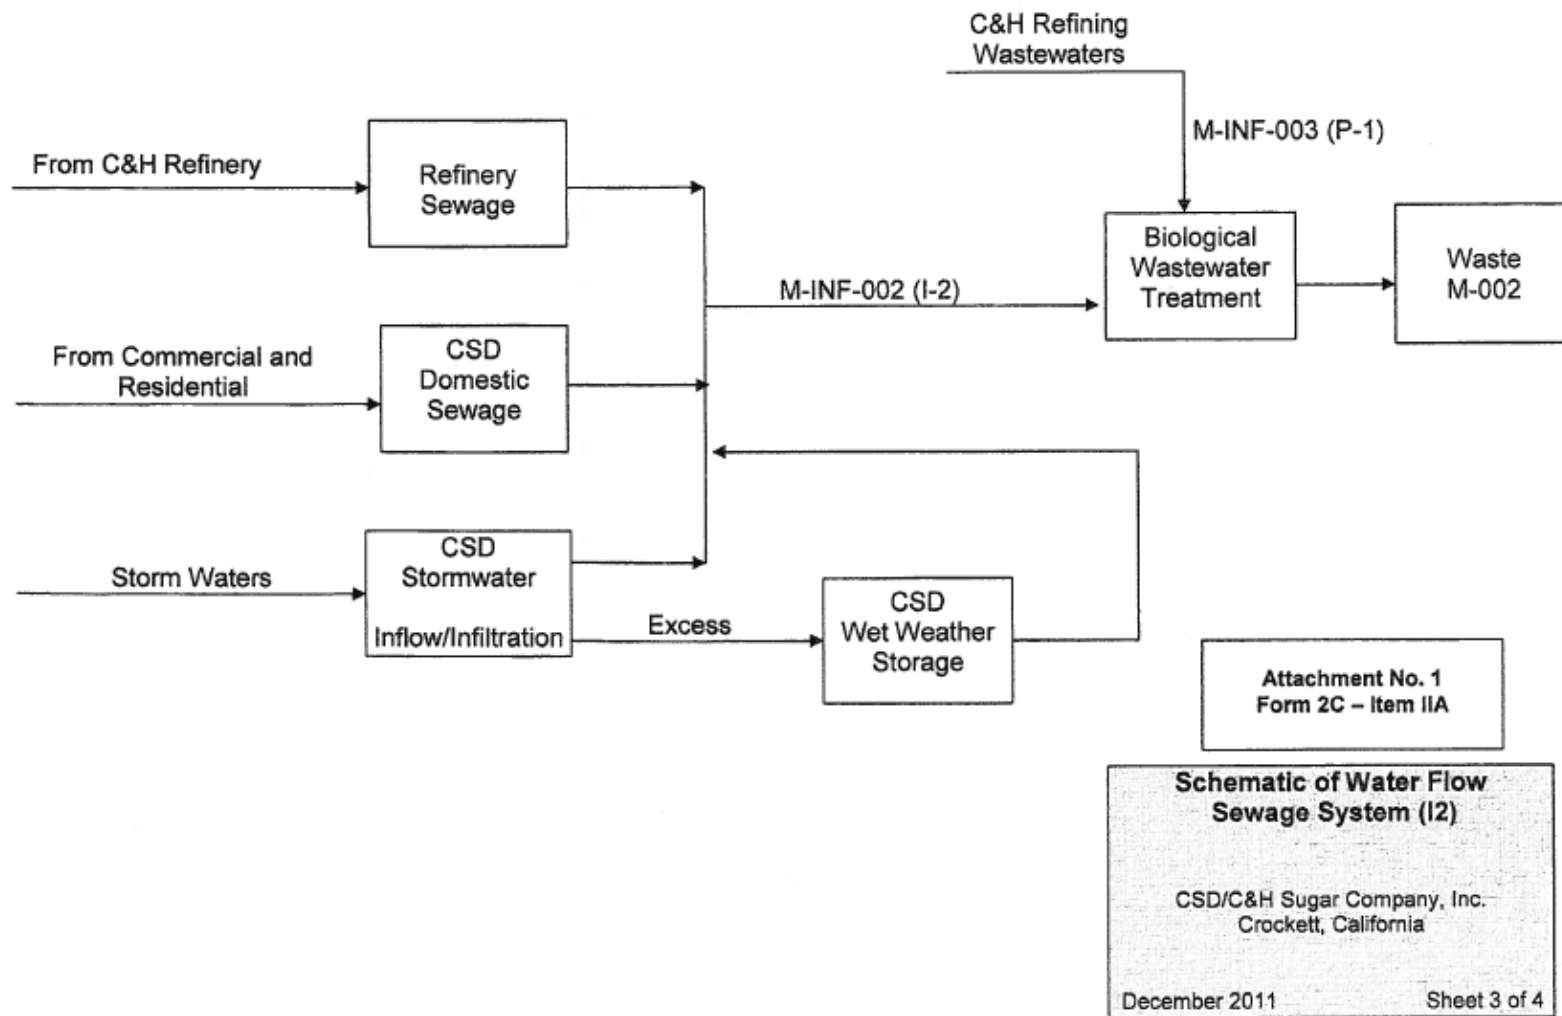 C&H Refining
Wastewaters
M-INF-003 (P-1)
From C&H Refinery
Refinery
Sewage
Biological
Wastewater
Treatment
Waste
M-002
M-INF-002 (I-2)
From Commercial and
Residential
CSD
Domestic
Sewage
Storm Waters
CSD
Stormwater
Inflow/Infiltration
Excess
CSD
Wet Weather
Storage
Attachment No. 1
Form 2C – Item IIA
Schematic of Water Flow
Sewage System (I2)
CSD/C&H Sugar Company, Inc.
Crockett, California
December 2011
Sheet 3 of 4